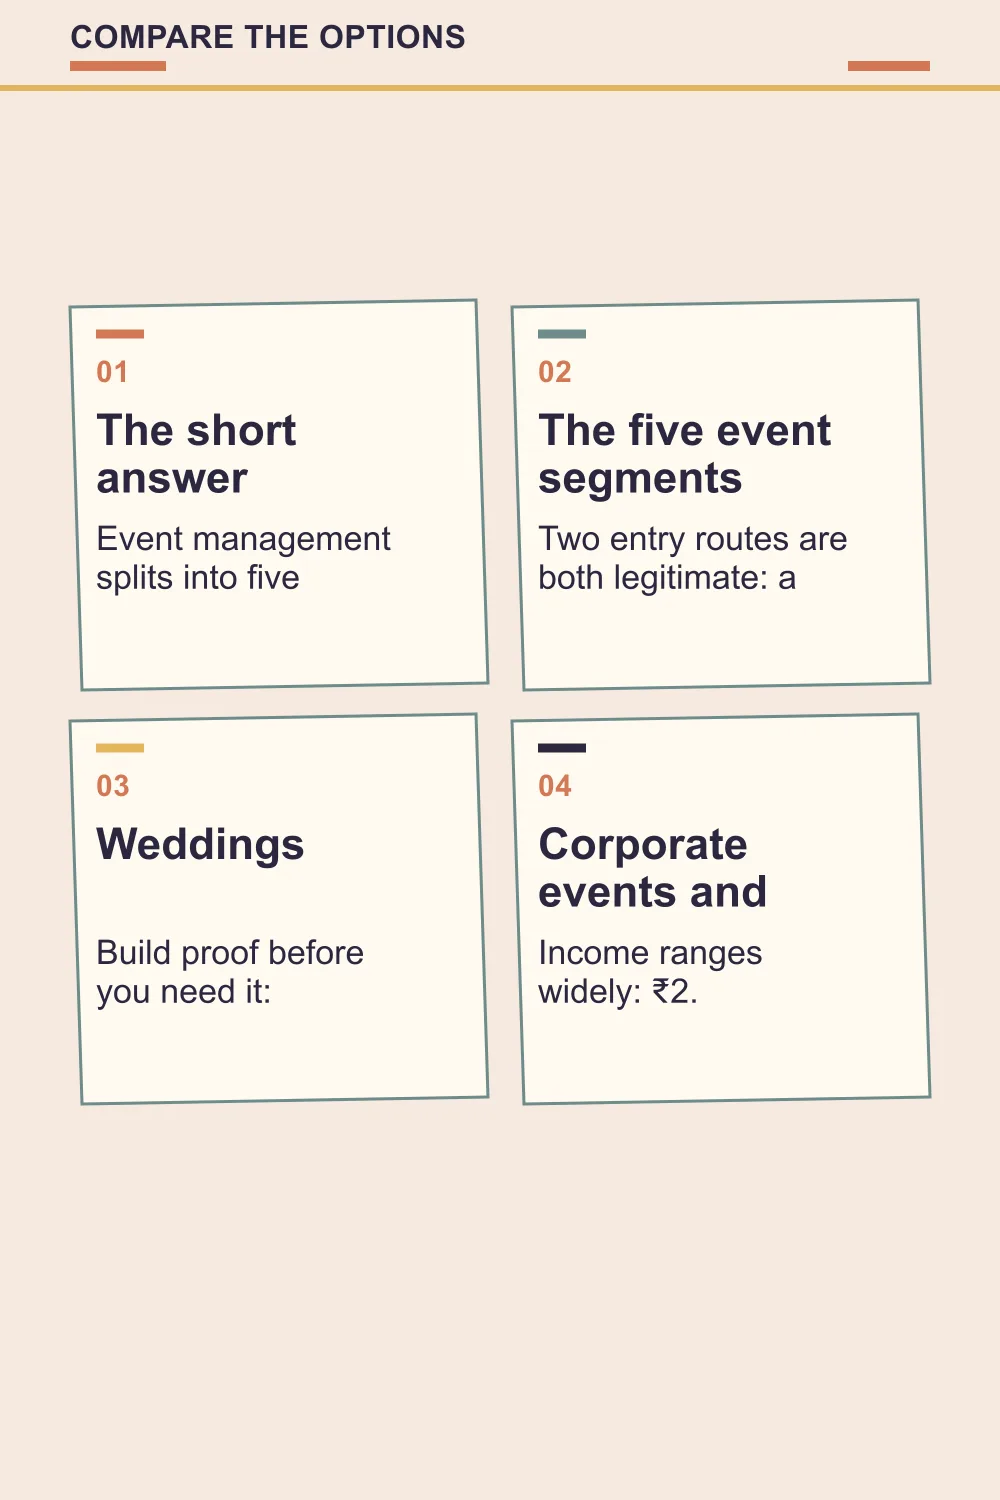 COMPARE THE OPTIONS
01
The short
answer
Event management
splits into five
02
The five event
segments
Two entry routes are
both legitimate: a
03
Weddings
Build proof before
you need it:
04
Corporate
events and
Income ranges
widely: ₹2.